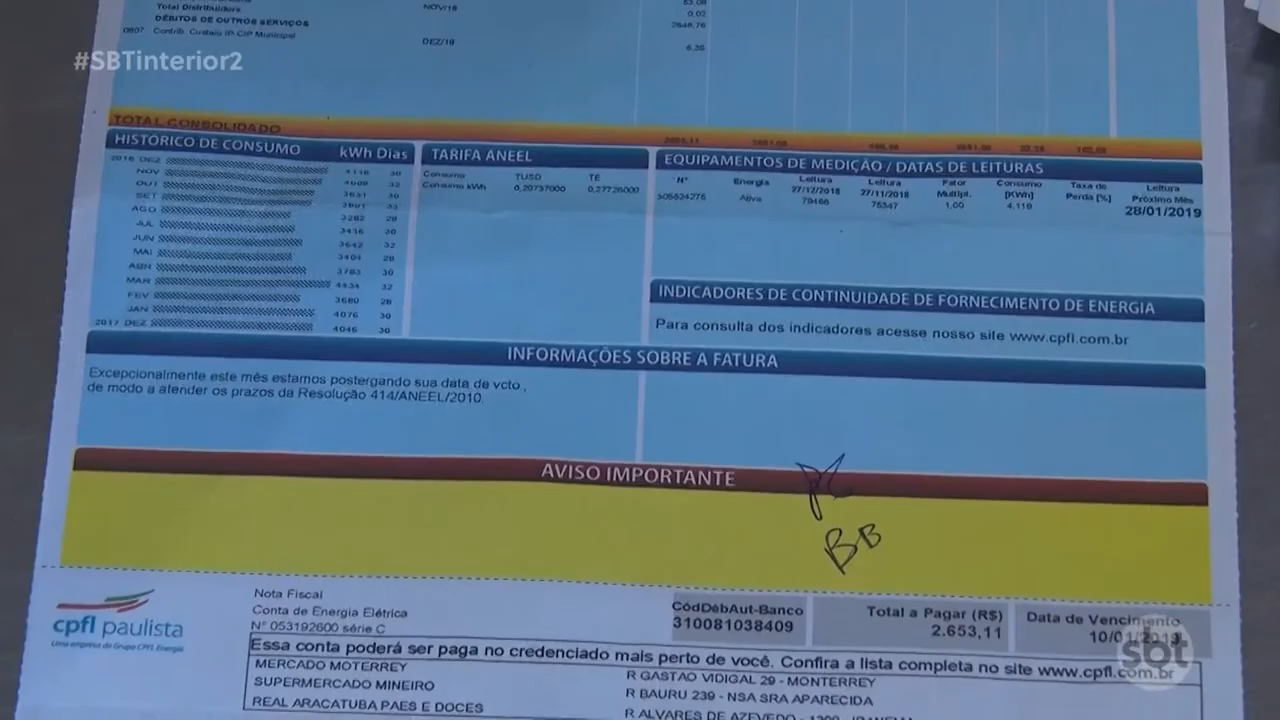 Total Distribuidora NOV/18 53,08
0,02
DÉBITOS DE OUTROS SERVIÇOS 2646,76
0807 Contrib. Custeio IP-CIP Municipal DEZ/18 6,35
#SBTinterior2
TOTAL CONSOLIDADO
HISTÓRICO DE CONSUMO kWh Dias
2018 DEZ 4118 30
NOV 4009 32
OUT 3631 30
SET 33
AGO 3282 29
JUL 3436 30
JUN 3642 32
MAI 3404 28
ABR 3783 30
MAR 4434 32
FEV 3680 28
JAN 4076 30
2017 DEZ 4046 30
TARIFA ANEEL
TUSD TE
Consumo
Consumo kWh 0,20737000 0,27726000
EQUIPAMENTOS DE MEDIÇÃO / DATAS DE LEITURAS
Nº Energia Leitura 27/12/2018 Leitura 27/11/2018 Fator Multipl. Consumo [KWh] Taxa de Perda [%] Leitura Próximo Mês
Ativa 79466 75347 1,00 28/01/2019
INDICADORES DE CONTINUIDADE DE FORNECIMENTO DE ENERGIA
Para consulta dos indicadores acesse nosso site www.cpfl.com.br
INFORMAÇÕES SOBRE A FATURA
Excepcionalmente este mês estamos postergando sua data de vcto ,
de modo a atender os prazos da Resolução 414/ANEEL/2010.
AVISO IMPORTANTE
BB
cpfl paulista
Uma empresa do Grupo CPFL Energia
Nota Fiscal
Conta de Energia Elétrica
Nº 053192600 série C
CódDébAut-Banco
310081038409
Total a Pagar (R$)
2.653,11
Data de Vencimento
10/01/2019
sbt
Essa conta poderá ser paga no credenciado mais perto de você. Confira a lista completa no site www.cpfl.com.br
MERCADO MOTERREY R GASTAO VIDIGAL 29 - MONTERREY
SUPERMERCADO MINEIRO R BAURU 239 - NSA SRA APARECIDA
REAL ARACATUBA PAES E DOCES R ALVARES DE AZEVEDO